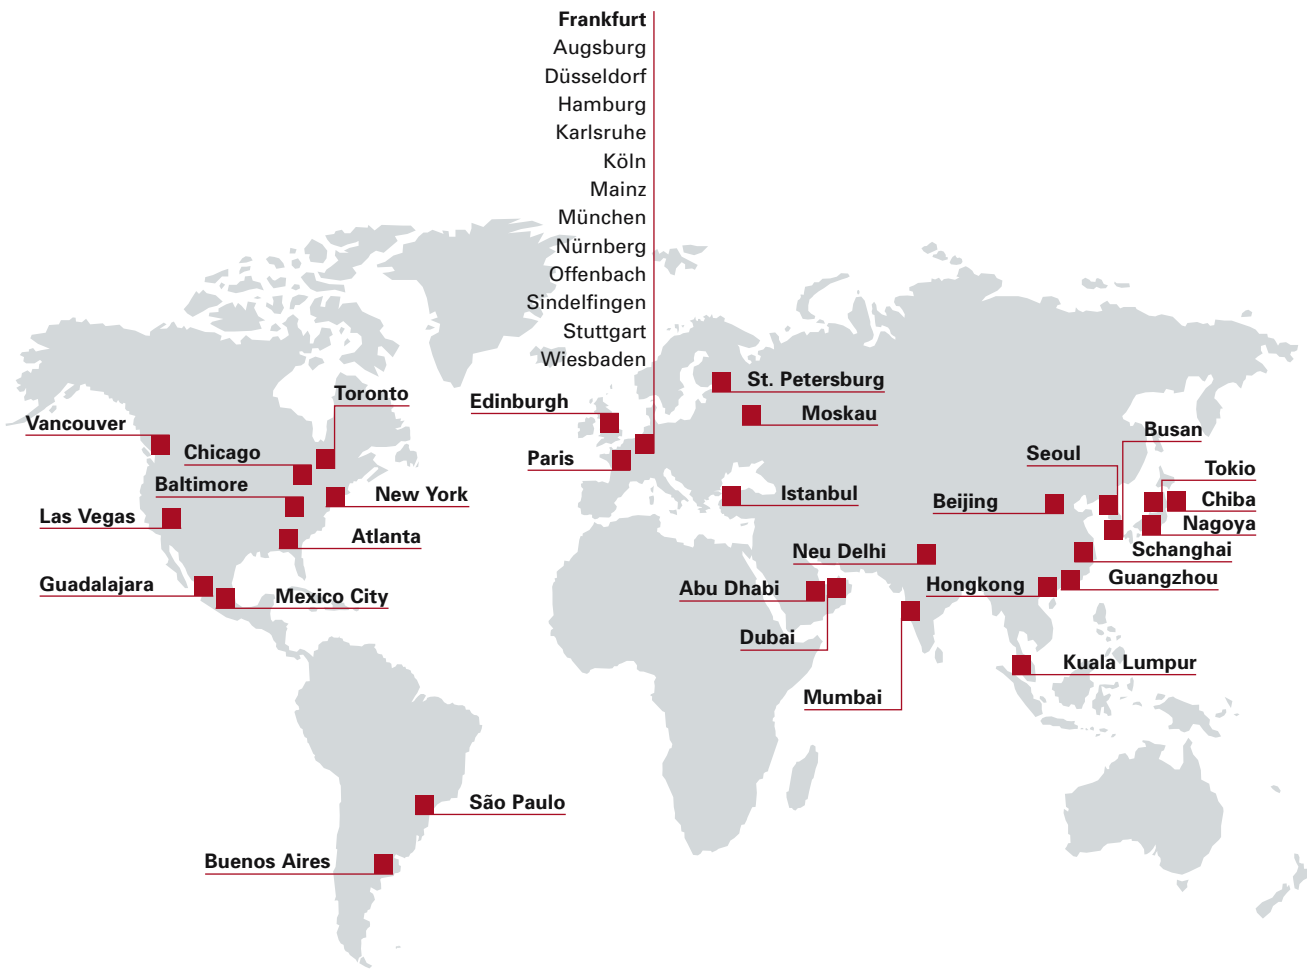 Frankfurt
Augsburg
Düsseldorf
Hamburg
Karlsruhe
Köln
Mainz
München
Nürnberg
Offenbach
Sindelfingen
Stuttgart
Wiesbaden
St. Petersburg
Toronto
Edinburgh
Moskau
Vancouver
Busan
Chicago
Seoul
Paris
Tokio
Baltimore
New York
Istanbul
Beijing
Chiba
Las Vegas
Nagoya
Atlanta
Neu Delhi
Schanghai
Guadalajara
Mexico City
Abu Dhabi
Hongkong
Guangzhou
Dubai
Kuala Lumpur
Mumbai
São Paulo
Buenos Aires